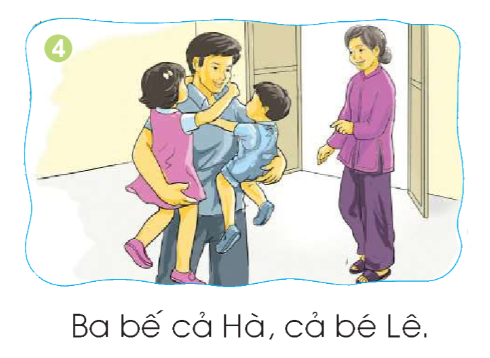 4
Ba bế cả Hà, cả bé Lê.